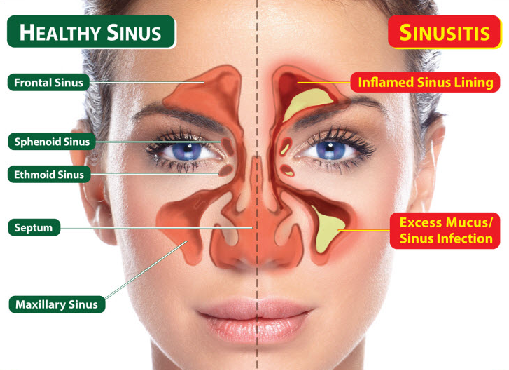 HEALTHY SINUS
SINUSITIS
Frontal Sinus
Inflamed Sinus Lining
Sphenoid Sinus
Ethmoid Sinus
Septum
Excess Mucus/
Sinus Infection
Maxillary Sinus